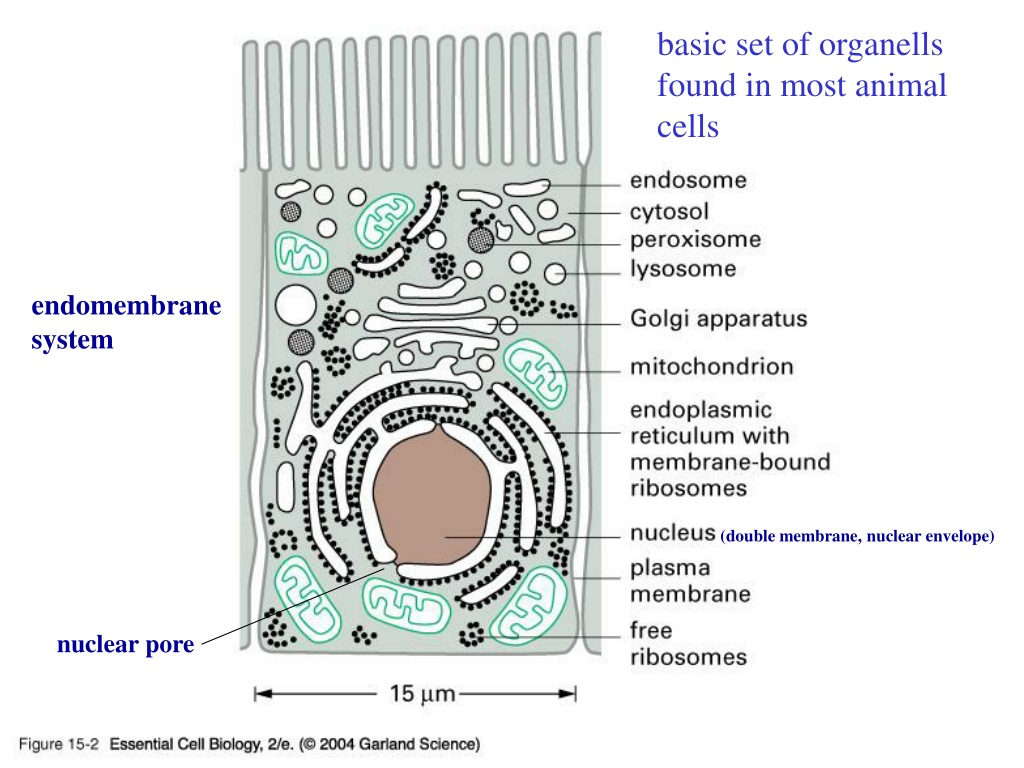 basic set of organells
found in most animal
cells
endosome
cytosol
peroxisome
lysosome
endomembrane
system
Golgi apparatus
mitochondrion
endoplasmic
reticulum with
membrane-bound
ribosomes
nucleus (double membrane, nuclear envelope)
plasma
membrane
nuclear pore
free
ribosomes
15 µm
Figure 15-2 Essential Cell Biology, 2/e. (© 2004 Garland Science)